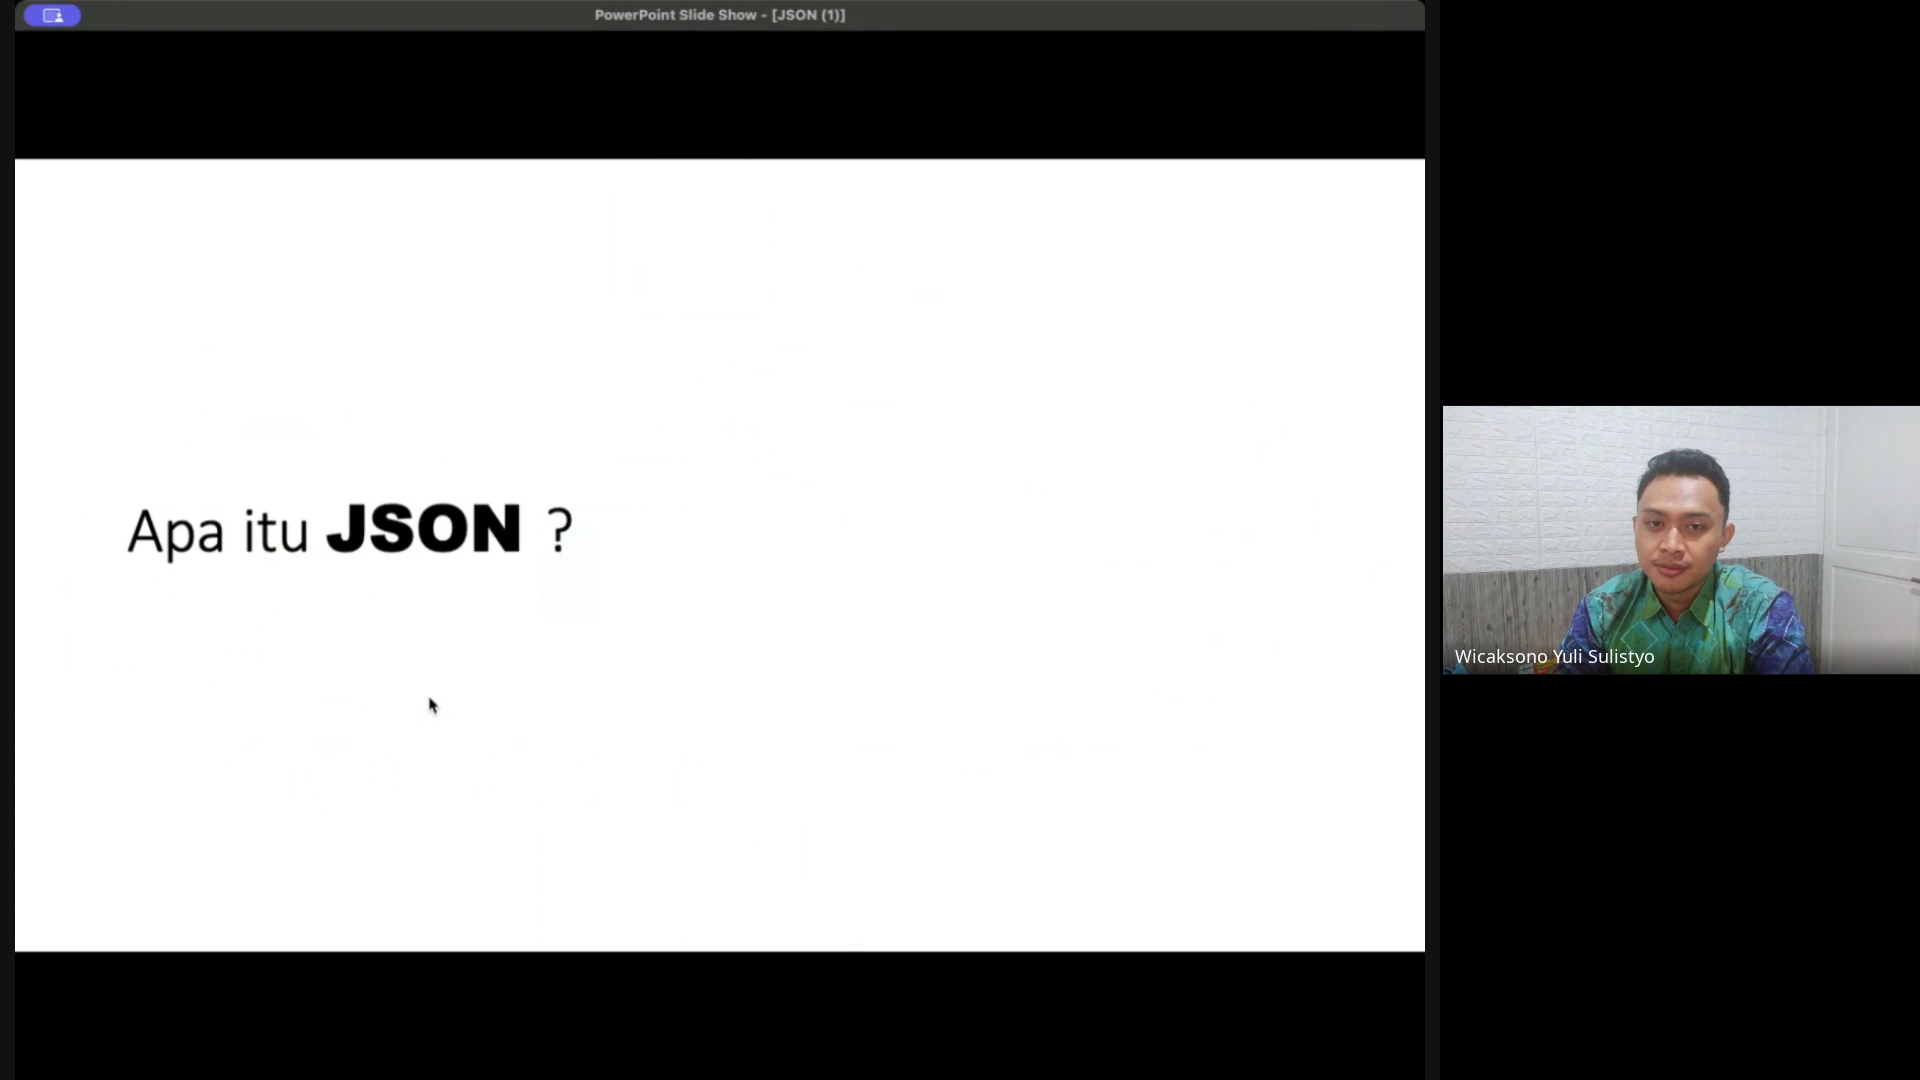 PowerPoint Slide Show - [JSON (1)]
Apa itu JSON ?
Wicaksono Yuli Sulistyo